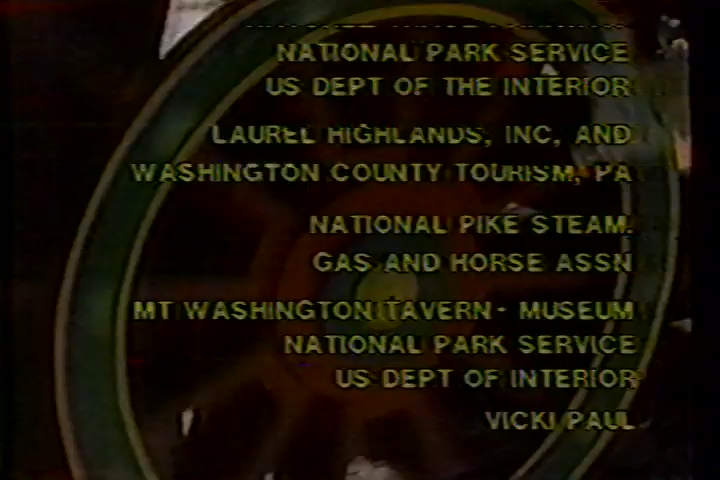 NATIONAL PARK SERVICE
US DEPT OF THE INTERIOR
LAUREL HIGHLANDS, INC, AND
WASHINGTON COUNTY TOURISM, PA
NATIONAL PIKE STEAM,
GAS AND HORSE ASSN
MT WASHINGTON TAVERN - MUSEUM
NATIONAL PARK SERVICE
US DEPT OF INTERIOR
VICKI PAUL